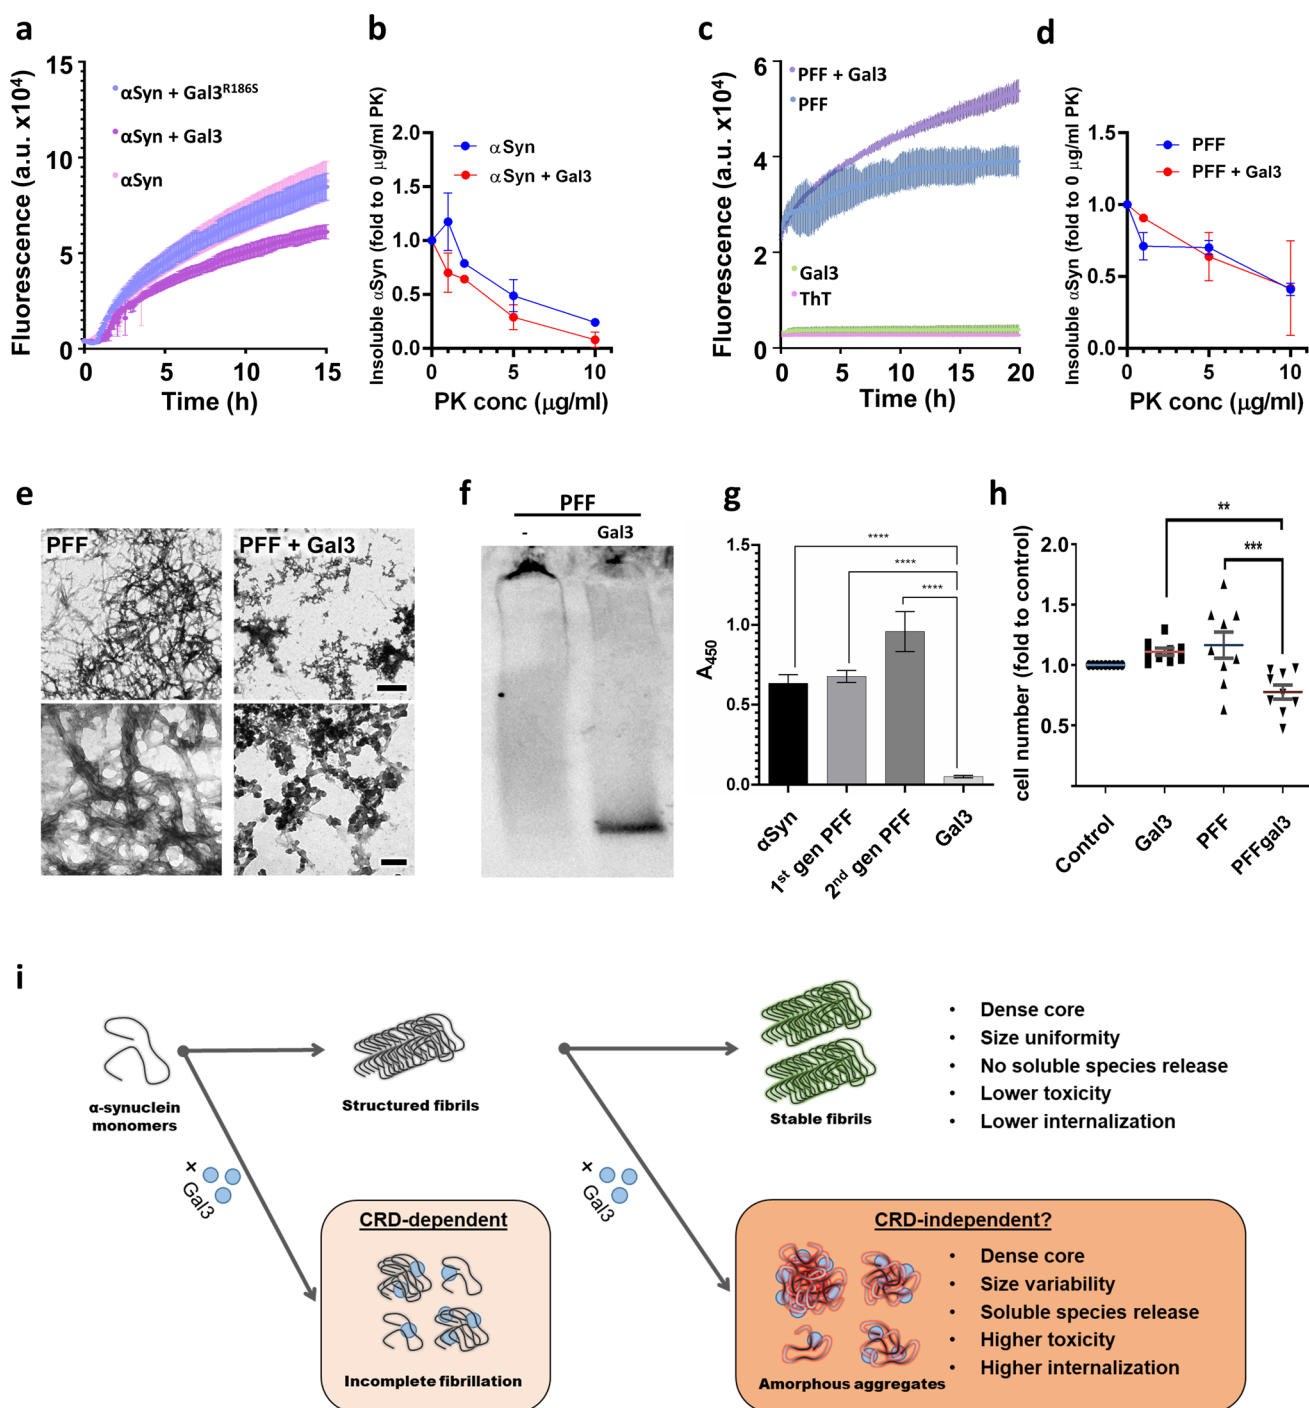 a
Fluorescence (a.u. x10⁴)
15
10
5
0
αSyn + Gal3ᴿ¹⁸⁶ˢ
αSyn + Gal3
αSyn
0 5 10 15
Time (h)
b
Insoluble αSyn (fold to 0 μg/ml PK)
2.0
1.5
1.0
0.5
0.0
αSyn
αSyn + Gal3
0 5 10
PK conc (μg/ml)
c
Fluorescence (a.u. x10⁴)
6
4
2
0
PFF + Gal3
PFF
Gal3
ThT
0 5 10 15 20
Time (h)
d
Insoluble αSyn (fold to 0 μg/ml PK)
1.5
1.0
0.5
0.0
PFF
PFF + Gal3
0 5 10
PK conc (μg/ml)
e
PFF
PFF + Gal3
f
PFF
- Gal3
g
A₄₅₀
1.5
1.0
0.5
0.0
****
****
****
αSyn
1ˢᵗ gen PFF
2ⁿᵈ gen PFF
Gal3
h
cell number (fold to control)
2.0
1.5
1.0
0.5
**
***
Control
Gal3
PFF
PFFgal3
i
α-synuclein
monomers
Structured fibrils
Stable fibrils
• Dense core
• Size uniformity
• No soluble species release
• Lower toxicity
• Lower internalization
+
Gal3
+
Gal3
CRD-dependent
Incomplete fibrillation
CRD-independent?
Amorphous aggregates
• Dense core
• Size variability
• Soluble species release
• Higher toxicity
• Higher internalization